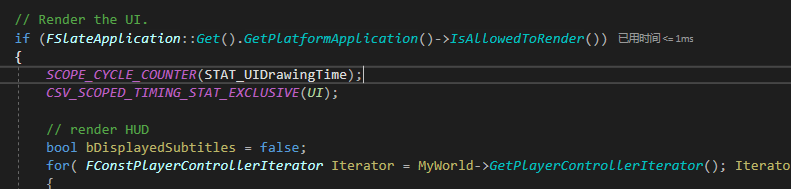 // Render the UI.
if (FSlateApplication::Get().GetPlatformApplication()->IsAllowedToRender()) 已用时间 <= 1ms
{
SCOPE_CYCLE_COUNTER(STAT_UIDrawingTime);
CSV_SCOPED_TIMING_STAT_EXCLUSIVE(UI);
// render HUD
bool bDisplayedSubtitles = false;
for( FConstPlayerControllerIterator Iterator = MyWorld->GetPlayerControllerIterator(); Iterato
{